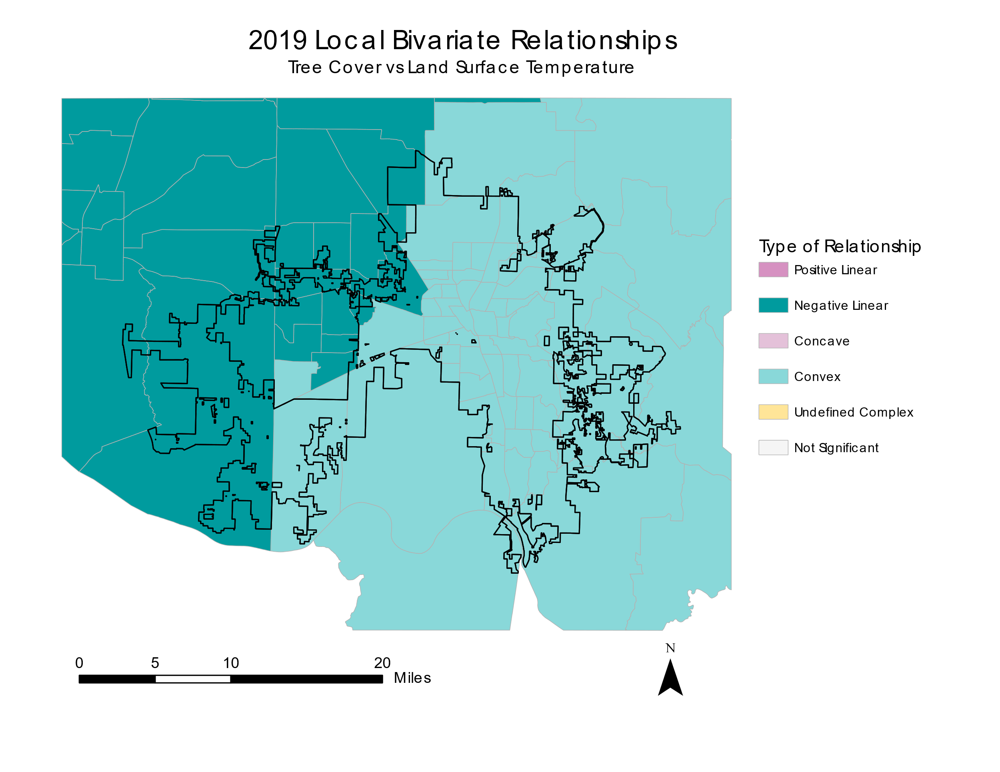 2019 Local Bivariate Relationships
Tree Cover vs Land Surface Temperature
Type of Relationship
Positive Linear
Negative Linear
Concave
Convex
Undefined Complex
Not Significant
N
0 5 10 20
Miles